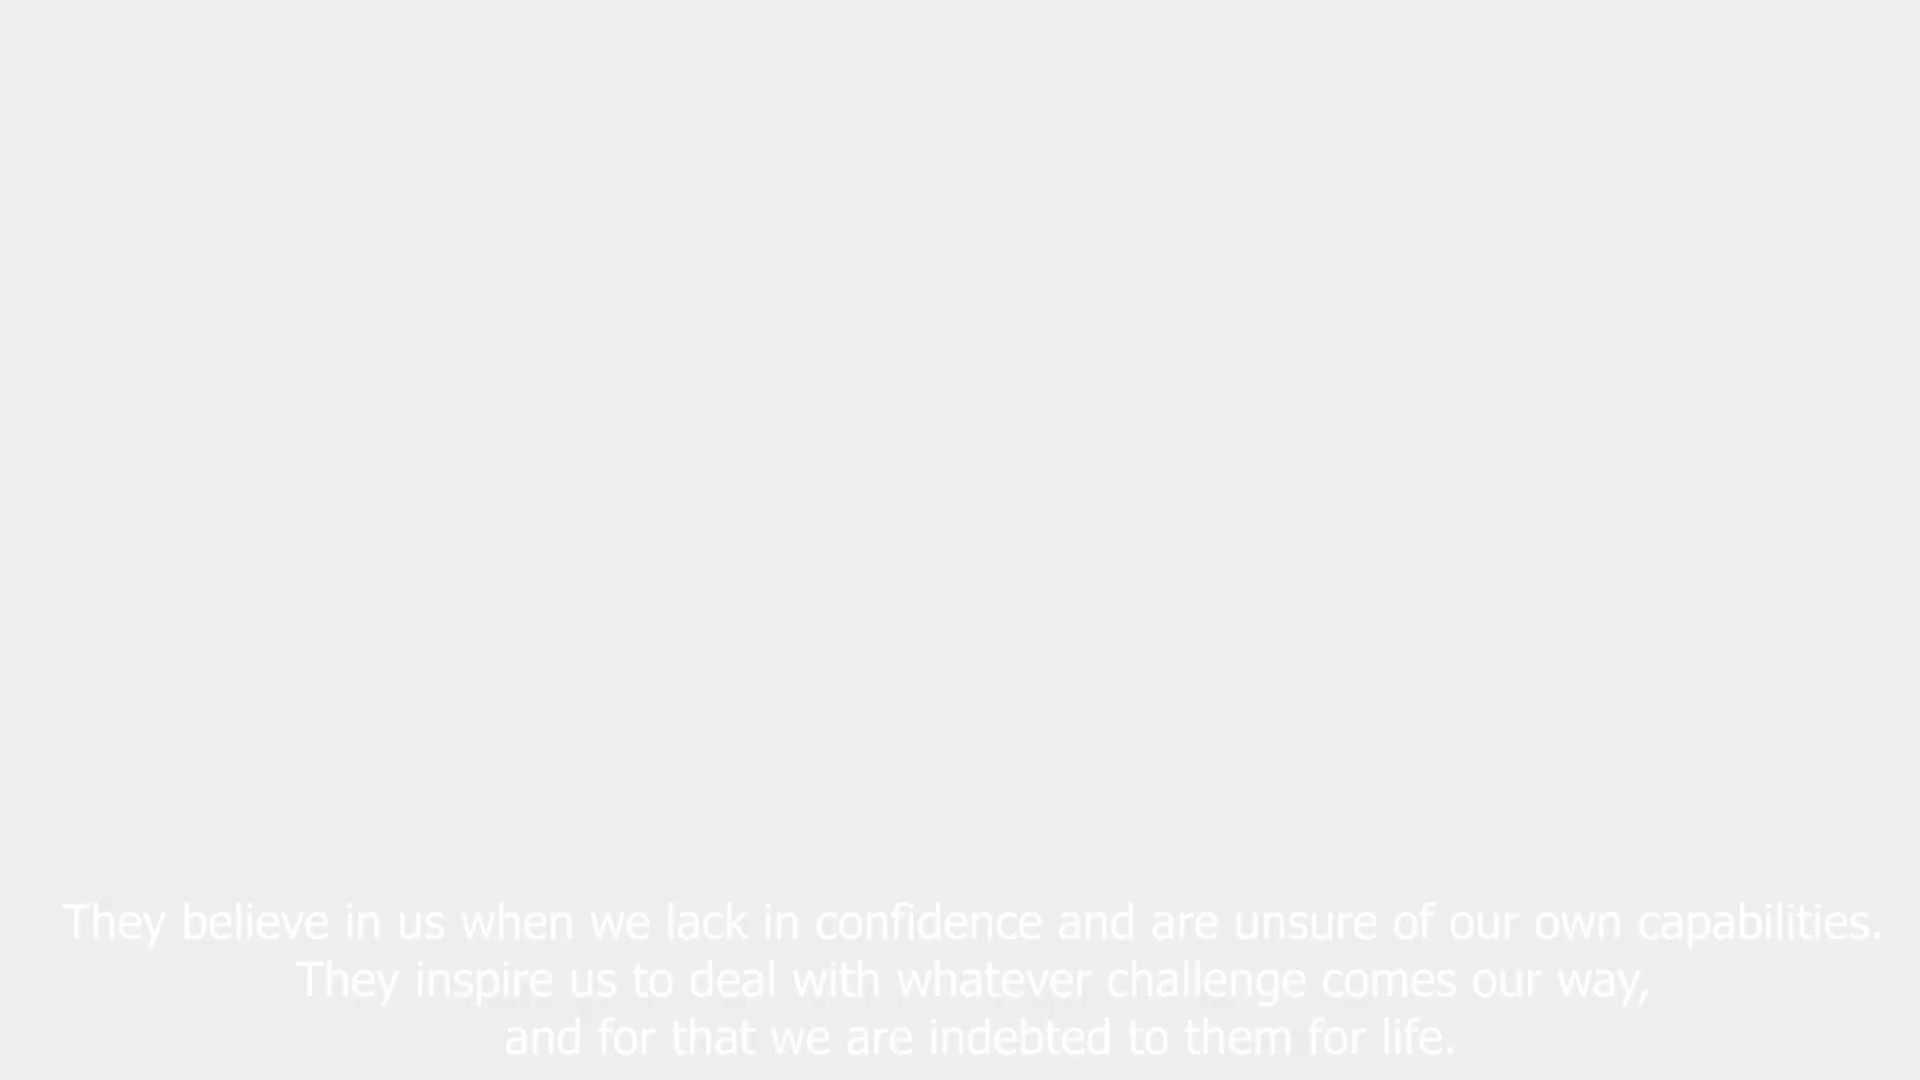 They believe in us when we lack in confidence and are unsure of our own capabilities.
They inspire us to deal with whatever challenge comes our way,
and for that we are indebted to them for life.